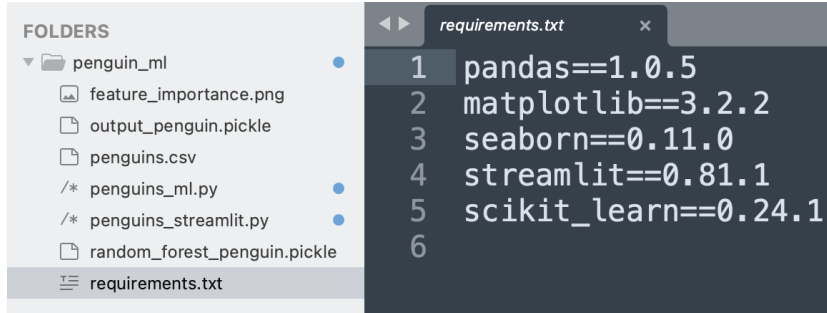 FOLDERS
penguin_ml
feature_importance.png
output_penguin.pickle
penguins.csv
/* penguins_ml.py
/* penguins_streamlit.py
random_forest_penguin.pickle
requirements.txt
requirements.txt ×
1 pandas==1.0.5
2 matplotlib==3.2.2
3 seaborn==0.11.0
4 streamlit==0.81.1
5 scikit_learn==0.24.1
6